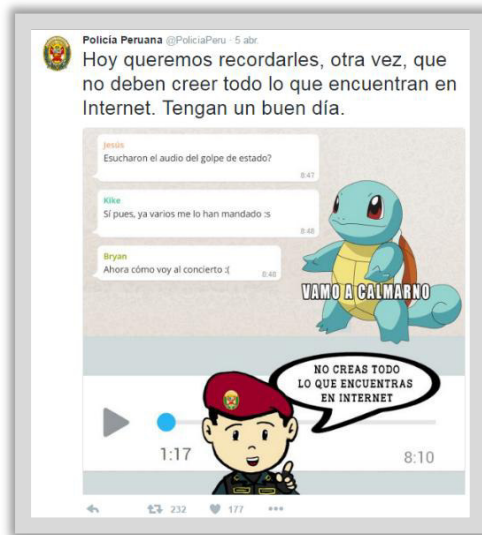 Policía Peruana @PoliciaPeru · 5 abr.
Hoy queremos recordarles, otra vez, que
no deben creer todo lo que encuentran en
Internet. Tengan un buen día.
Jesús
Esucharon el audio del golpe de estado?
8:47
Kike
Sí pues, ya varios me lo han mandado :s
8:48
Bryan
Ahora cómo voy al concierto :(
8:48
VAMO A CALMARNO
NO CREAS TODO
LO QUE ENCUENTRAS
EN INTERNET
1:17
8:10
232
177